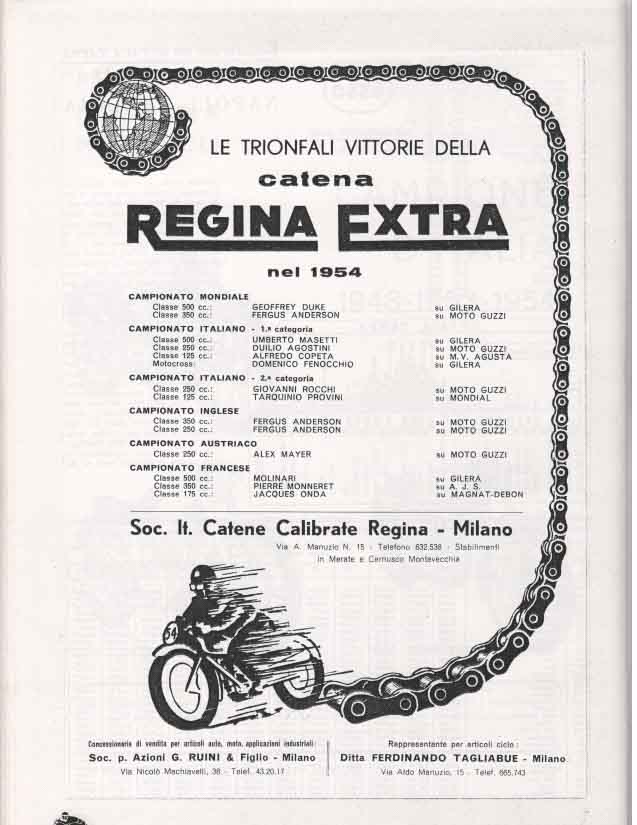 LE TRIONFALI VITTORIE DELLA
catena
REGINA EXTRA
nel 1954
CAMPIONATO MONDIALE
Classe 500 cc.: GEOFFREY DUKE su GILERA
Classe 350 cc.: FERGUS ANDERSON su MOTO GUZZI
CAMPIONATO ITALIANO - 1.ª categoria
Classe 500 cc.: UMBERTO MASETTI su GILERA
Classe 250 cc.: DUILIO AGOSTINI su MOTO GUZZI
Classe 125 cc.: ALFREDO COPETA su M.V. AGUSTA
Motocross: DOMENICO FENOCCHIO su GILERA
CAMPIONATO ITALIANO - 2.ª categoria
Classe 250 cc.: GIOVANNI ROCCHI su MOTO GUZZI
Classe 125 cc.: TARQUINIO PROVINI su MONDIAL
CAMPIONATO INGLESE
Classe 350 cc.: FERGUS ANDERSON su MOTO GUZZI
Classe 250 cc.: FERGUS ANDERSON su MOTO GUZZI
CAMPIONATO AUSTRIACO
Classe 250 cc.: ALEX MAYER su MOTO GUZZI
CAMPIONATO FRANCESE
Classe 500 cc.: MOLINARI su GILERA
Classe 350 cc.: PIERRE MONNERET su A. J. S.
Classe 175 cc.: JACQUES ONDA su MAGNAT-DEBON
Soc. It. Catene Calibrate Regina - Milano
Via A. Manuzio N. 15 - Telefono 632.538 - Stabilimenti
in Merate e Cernusco Montevecchia
54
Concessionaria di vendita per articoli auto, moto, applicazioni industriali:
Soc. p. Azioni G. RUINI & Figlio - Milano
Via Nicolò Machiavelli, 38 - Telef. 43.20.17
Rappresentante per articoli ciclo:
Ditta FERDINANDO TAGLIABUE - Milano
Via Aldo Manuzio, 15 - Telef. 665.743